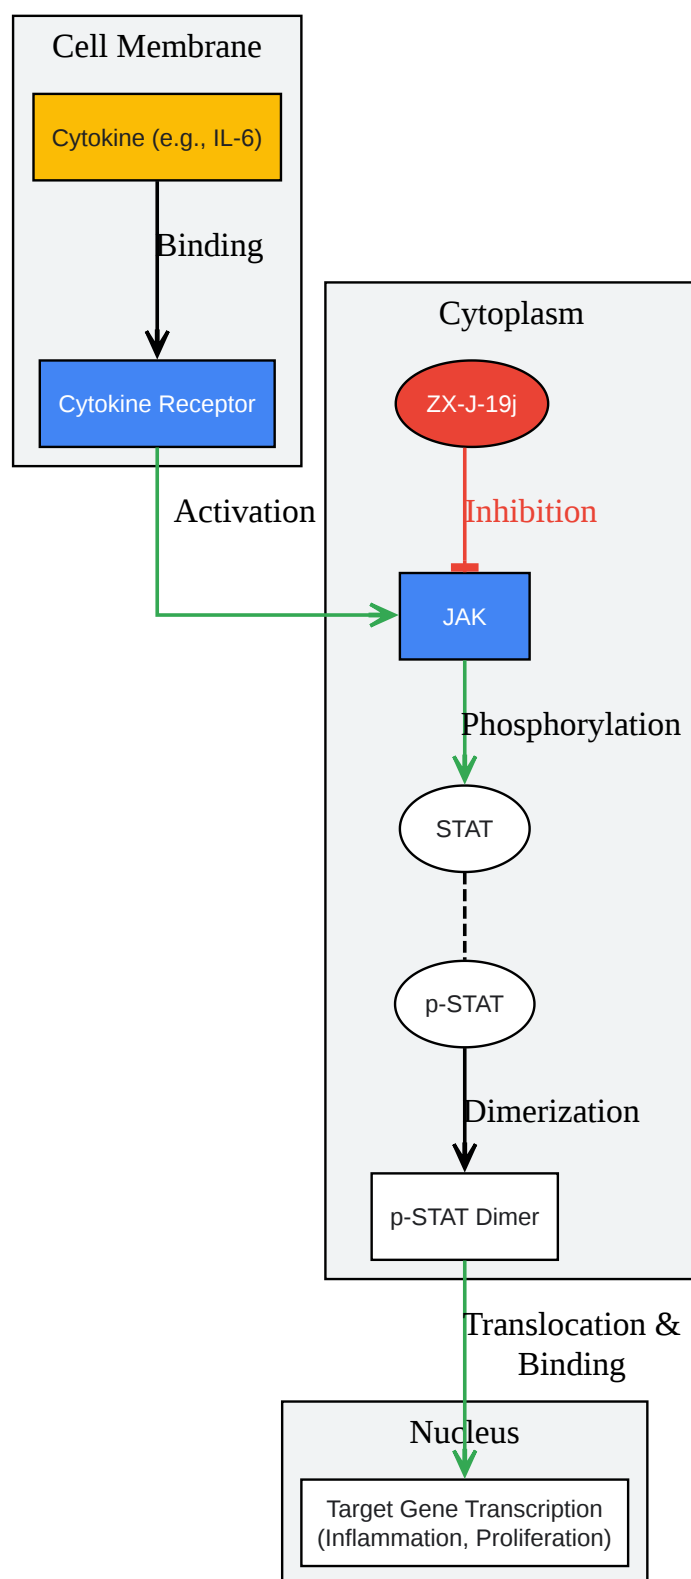 Cell Membrane
Cytokine (e.g., IL-6)
Binding
Cytokine Receptor
Activation
Cytoplasm
ZX-J-19j
Inhibition
JAK
Phosphorylation
STAT
p-STAT
Dimerization
p-STAT Dimer
Translocation &
Binding
Nucleus
Target Gene Transcription
(Inflammation, Proliferation)